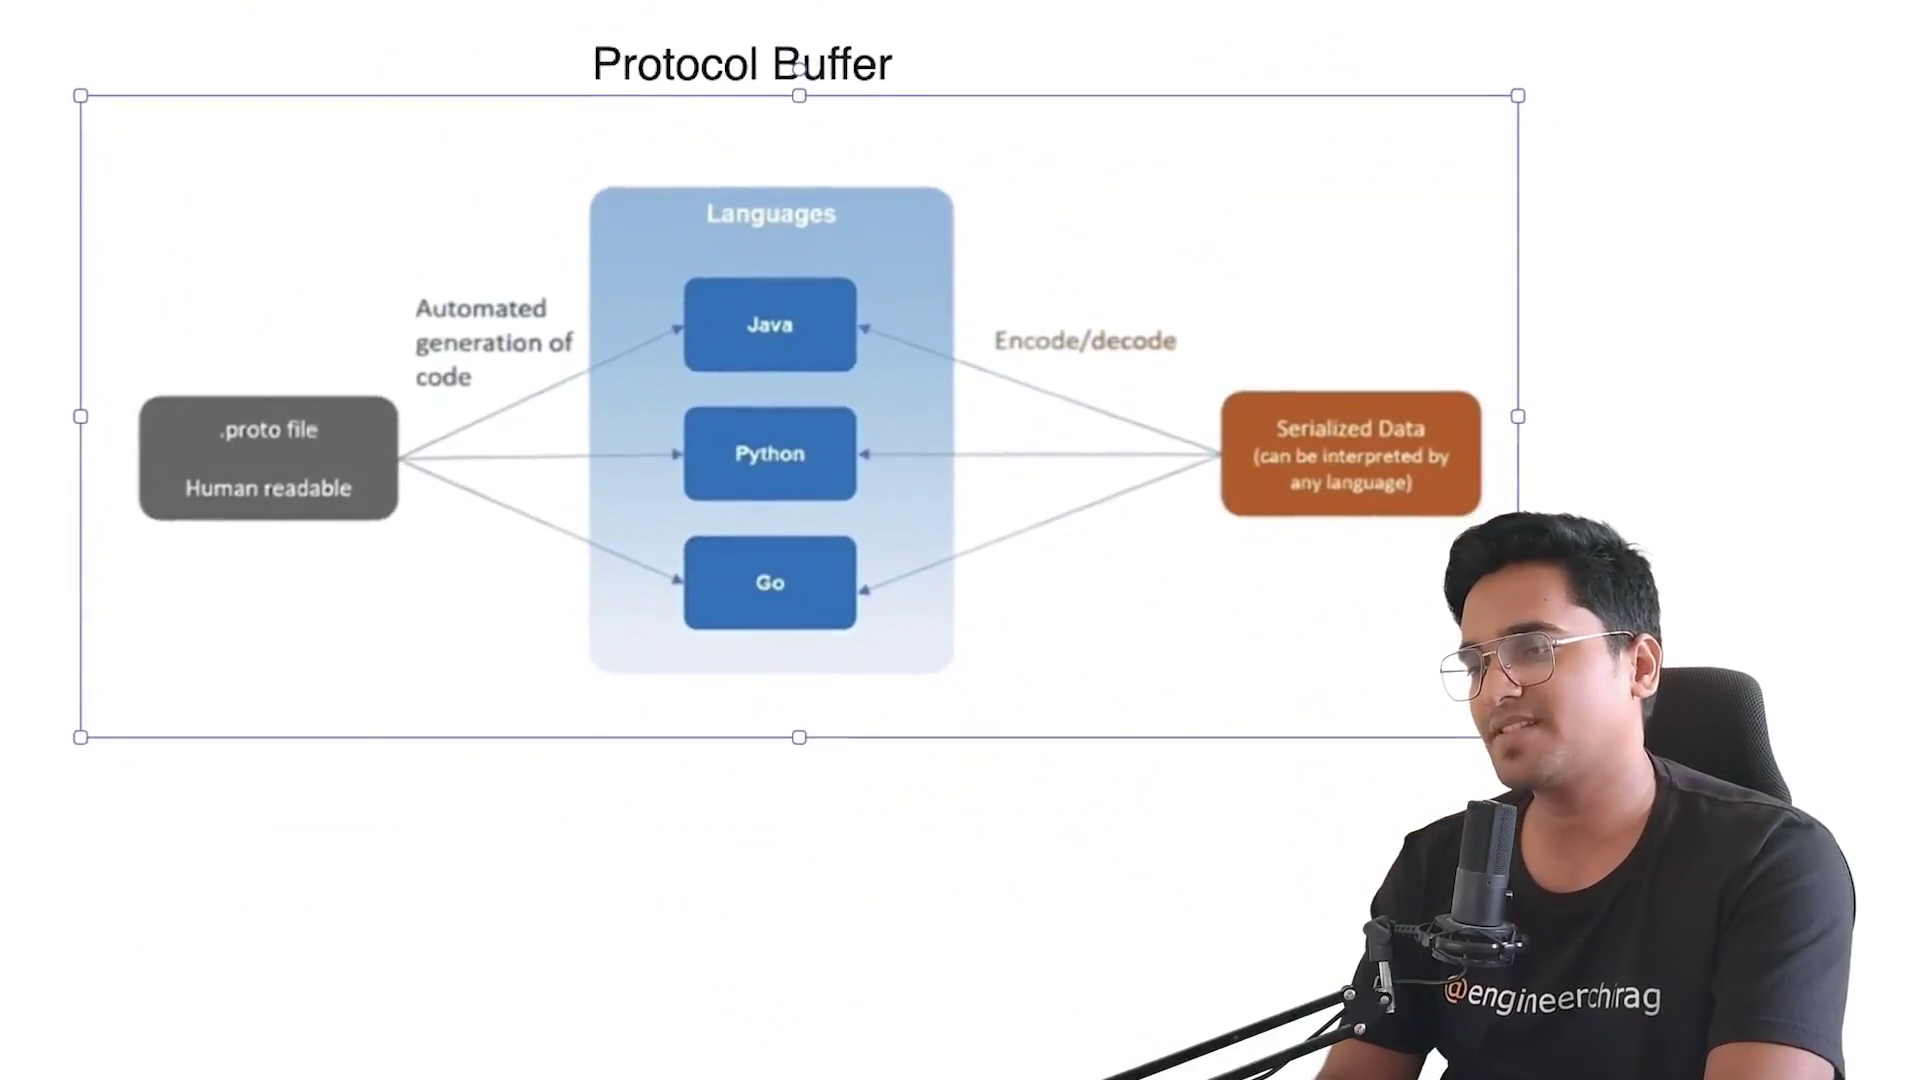 Protocol Buffer
Languages
Automated
generation of
code
Java
Encode/decode
.proto file
Human readable
Python
Serialized Data
(can be interpreted by
any language)
Go
@engineerchirag